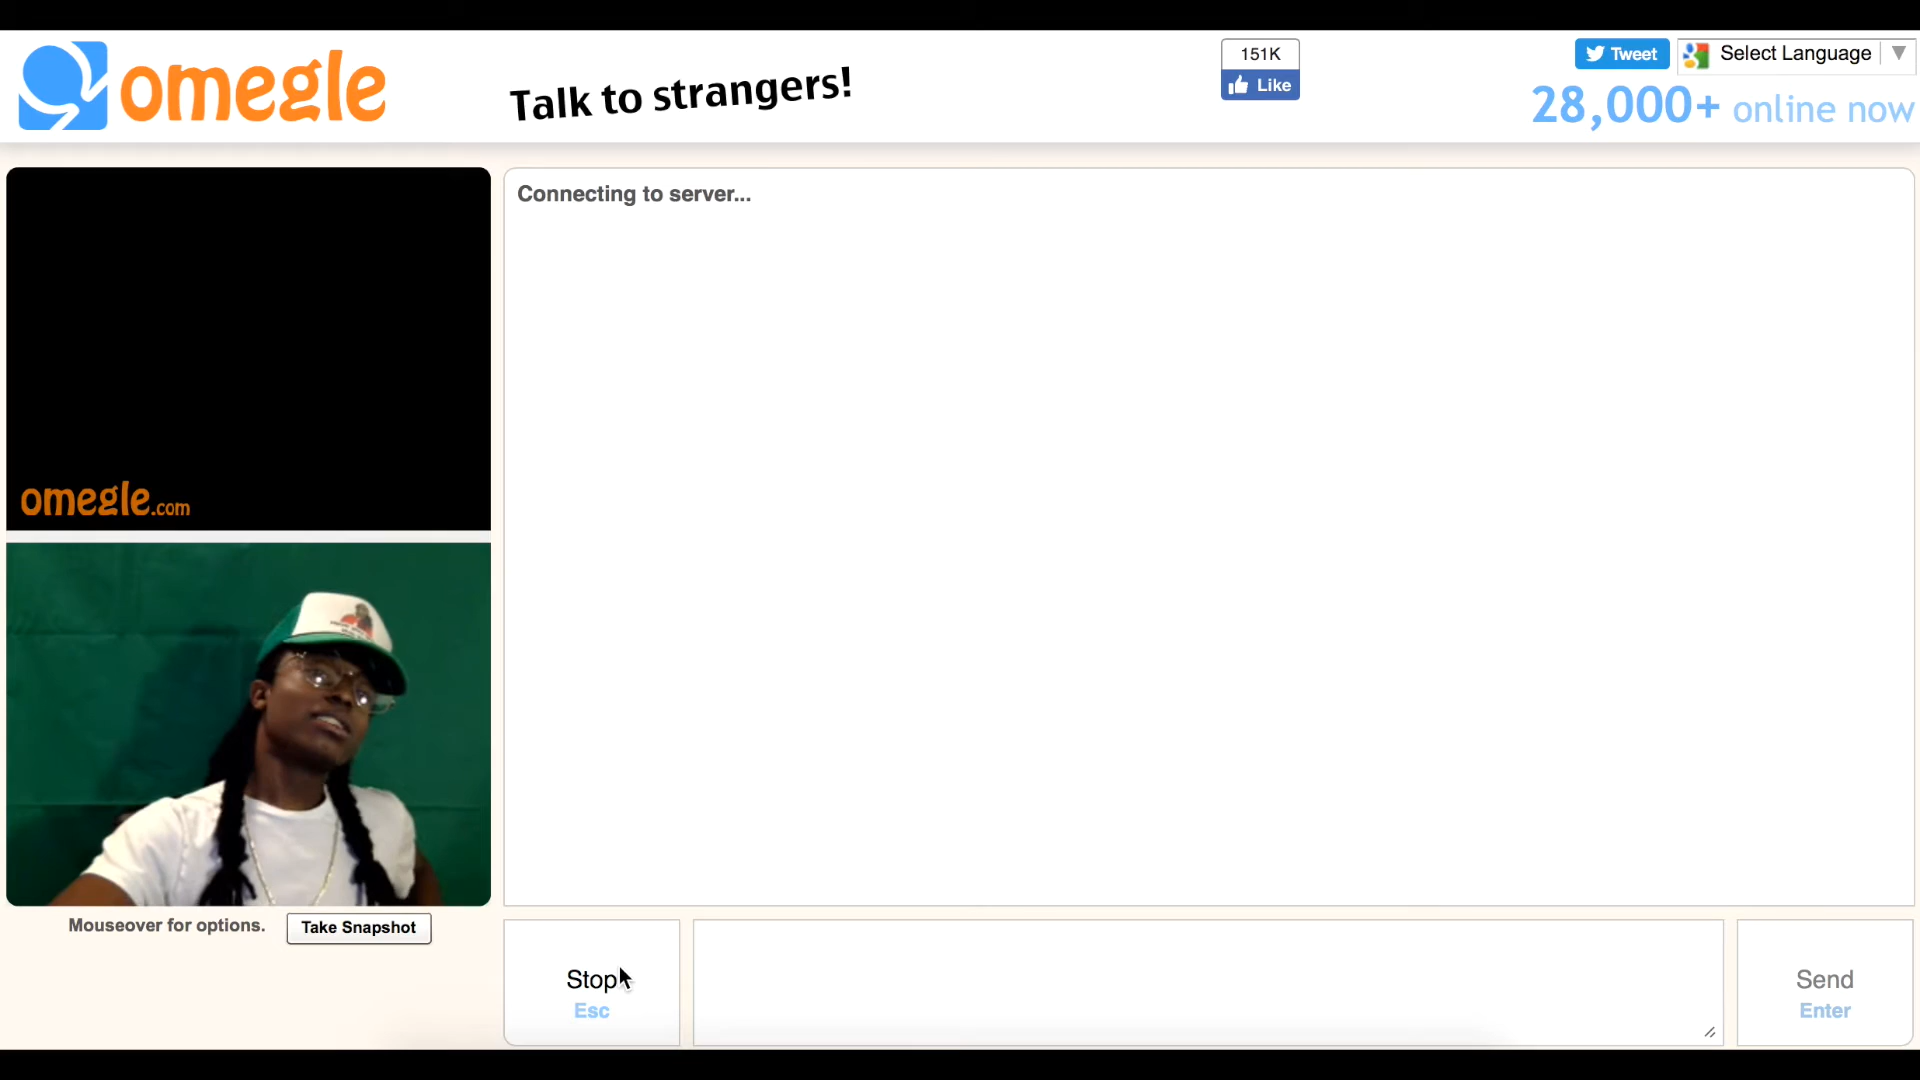 omegle
Talk to strangers!
151K
Like
Tweet
Select Language
28,000+ online now
Connecting to server...
omegle.com
Mouseover for options.
Take Snapshot
Stop
Esc
Send
Enter